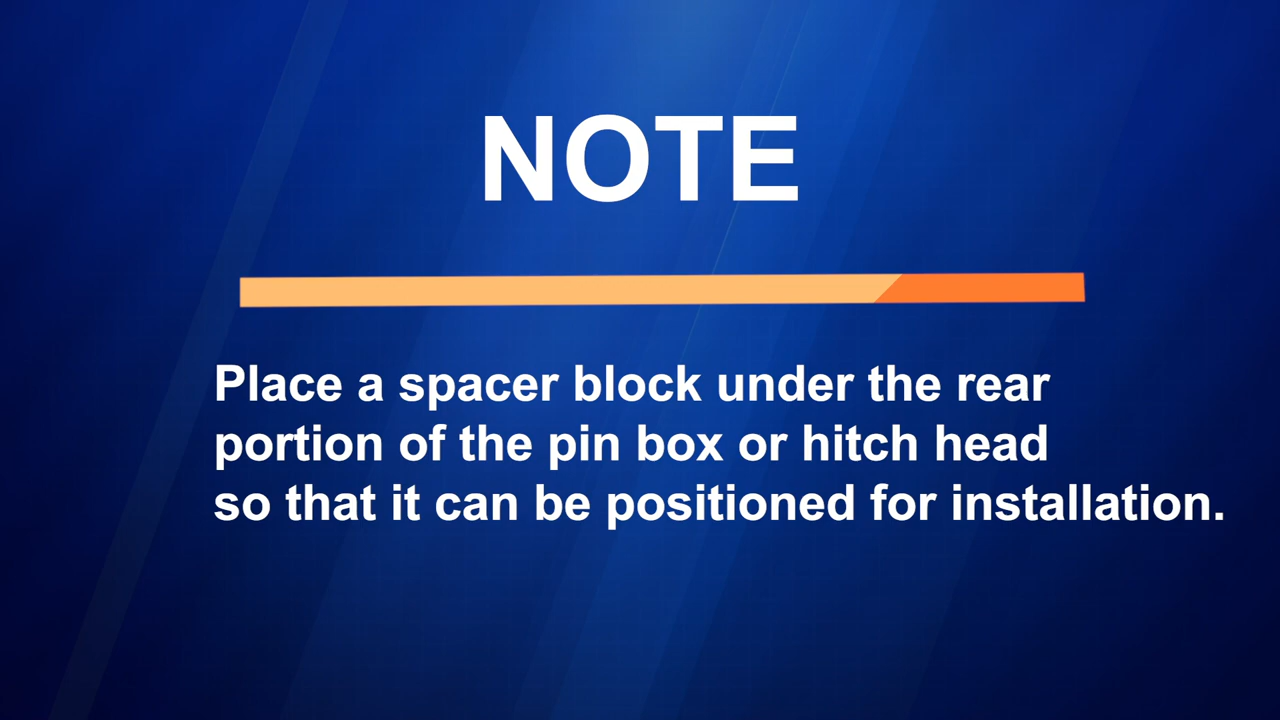 NOTE
Place a spacer block under the rear
portion of the pin box or hitch head
so that it can be positioned for installation.